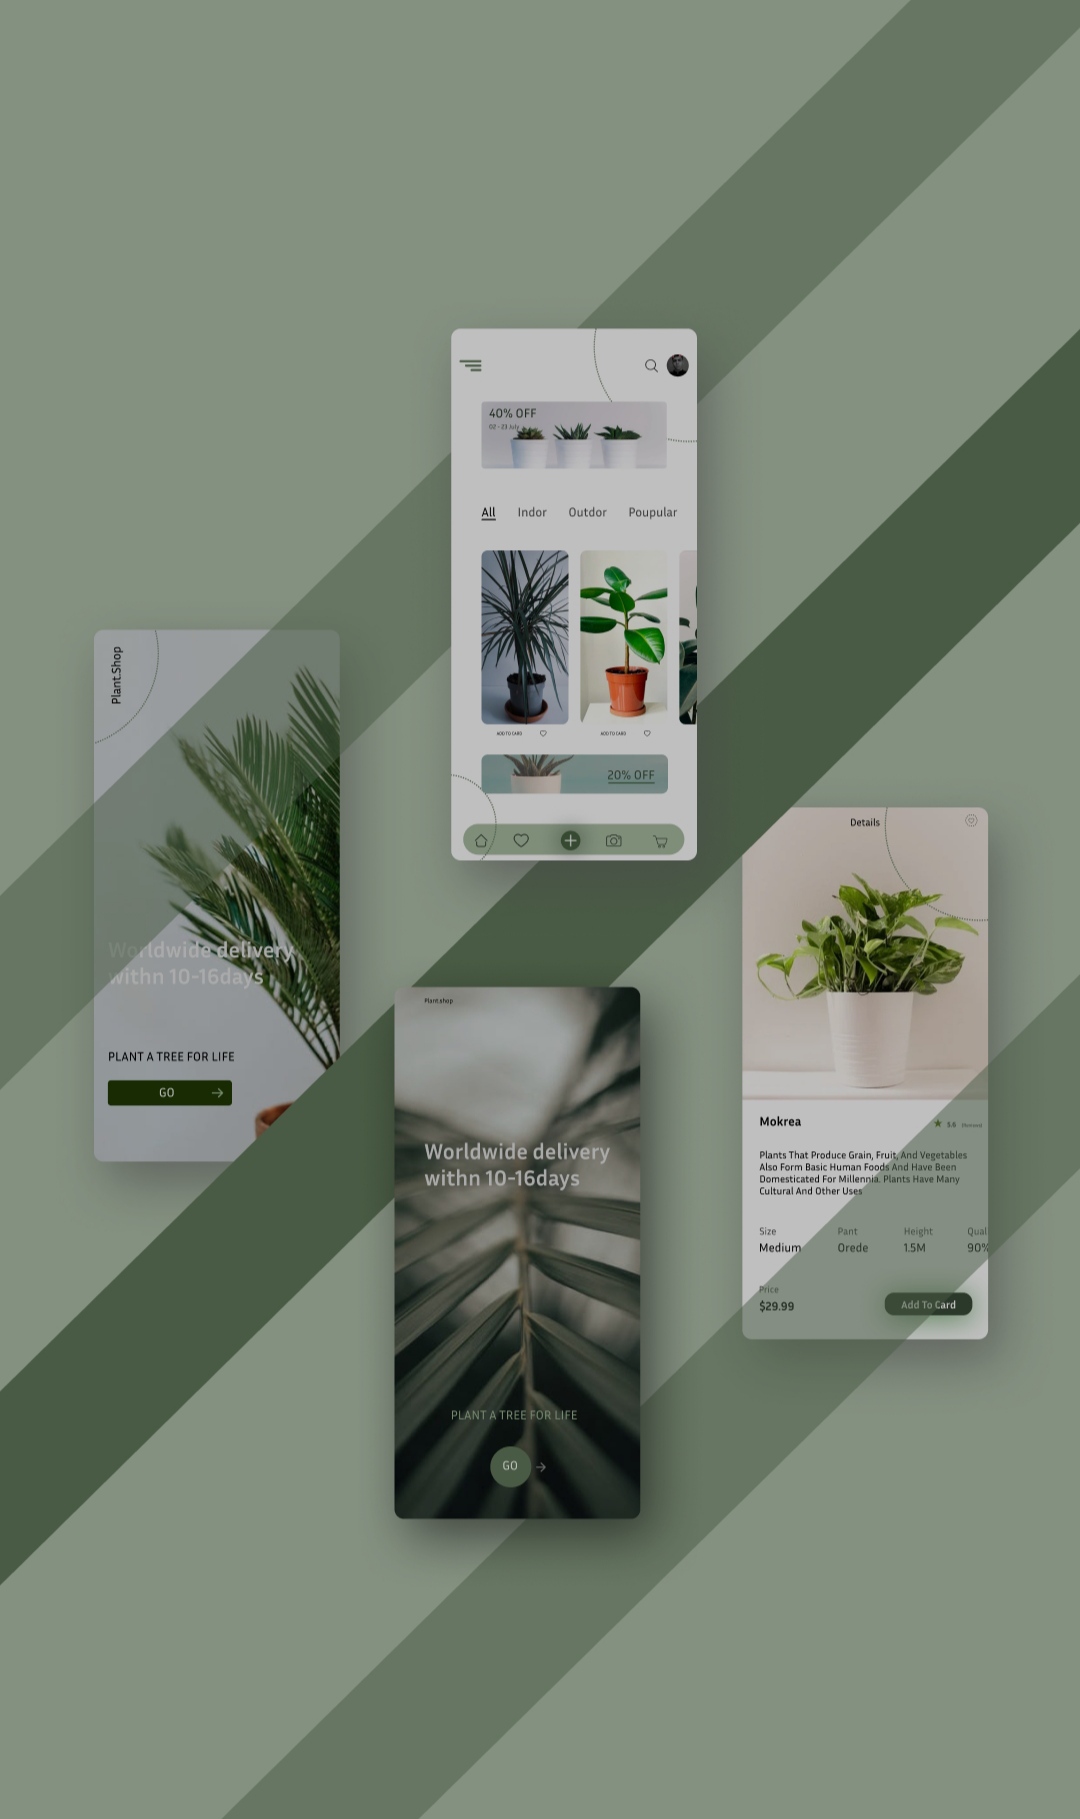 40% OFF
02 - 23 July
All Indor Outdor Poupular
ADD TO CARD ADD TO CARD
20% OFF
Plant.Shop
Worldwide delivery
withn 10-16days
PLANT A TREE FOR LIFE
GO
Plant.shop
Worldwide delivery
withn 10-16days
PLANT A TREE FOR LIFE
GO
Details
Mokrea
5.6
Plants That Produce Grain, Fruit, And Vegetables
Also Form Basic Human Foods And Have Been
Domesticated For Millennia. Plants Have Many
Cultural And Other Uses
Size Pant Height Qual
Medium Orede 1.5M 90%
Price
$29.99
Add To Card